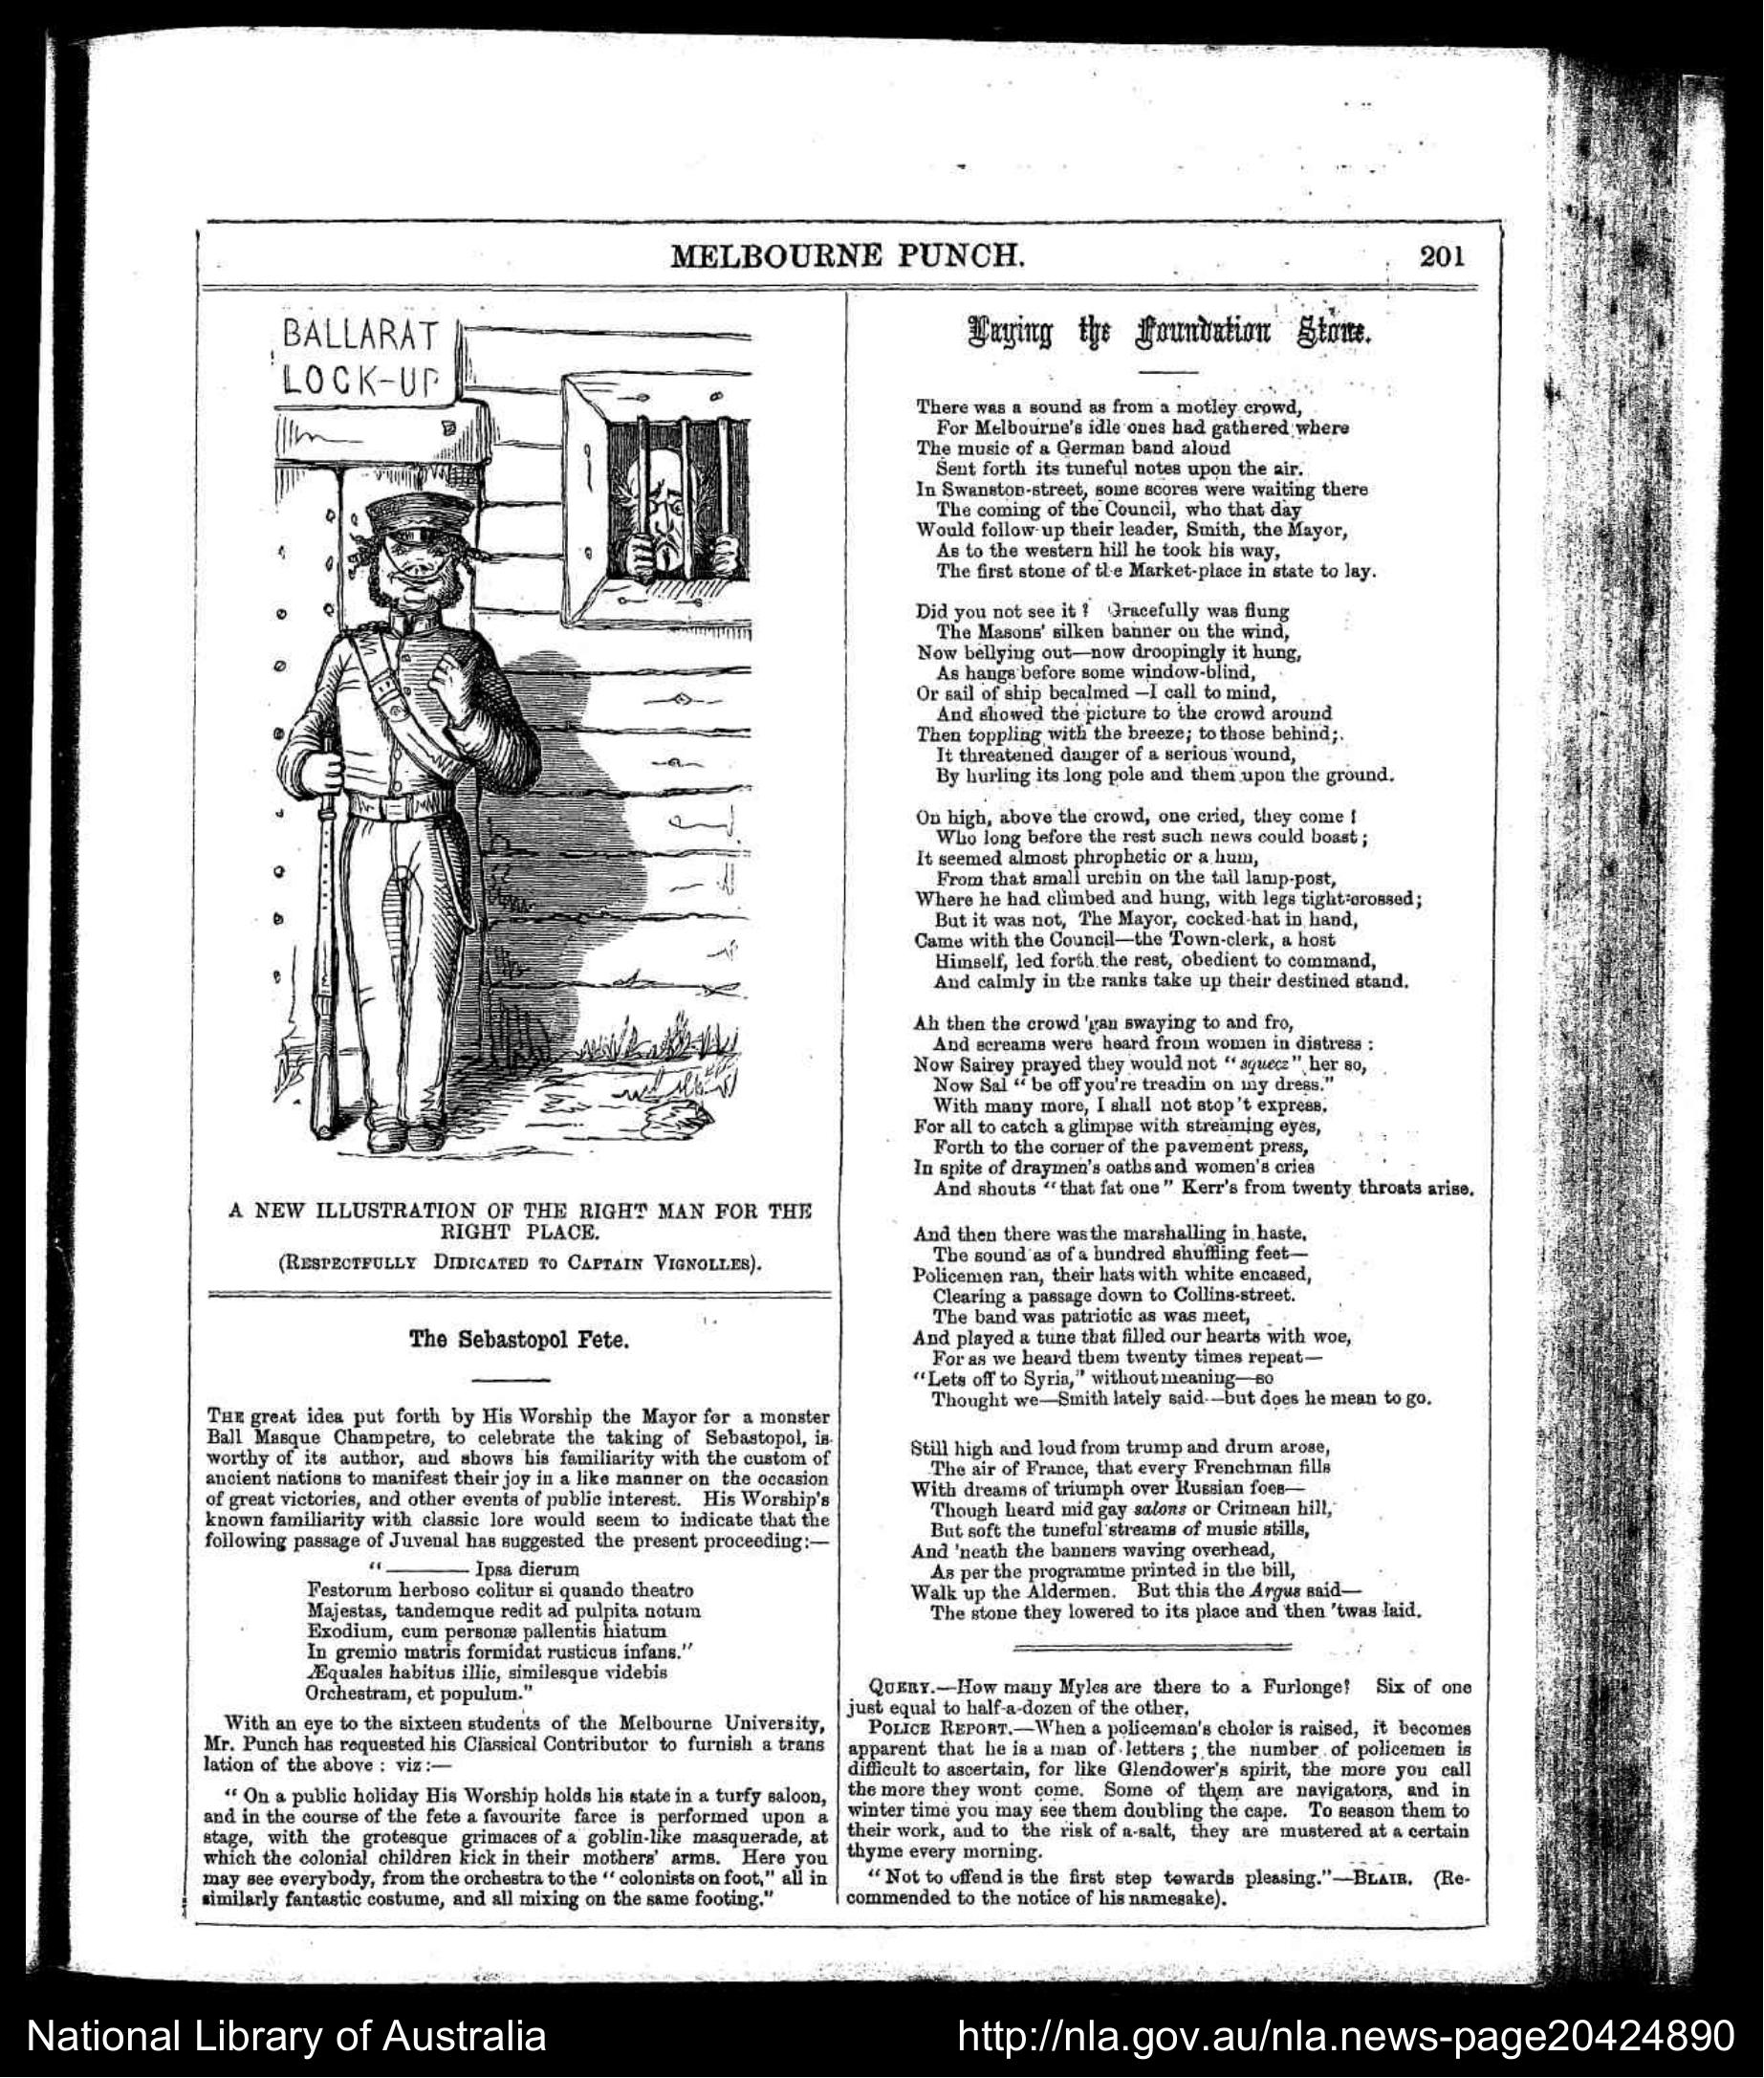 MELBOURNE PUNCH.
201
BALLARAT
LOCK-UP
A NEW ILLUSTRATION OF THE RIGHT MAN FOR THE
RIGHT PLACE.
(RESPECTFULLY DIDICATED TO CAPTAIN VIGNOLLES).
The Sebastopol Fete.
THE great idea put forth by His Worship the Mayor for a monster
Ball Masque Champetre, to celebrate the taking of Sebastopol, is
worthy of its author, and shows his familiarity with the custom of
ancient nations to manifest their joy in a like manner on the occasion
of great victories, and other events of public interest. His Worship's
known familiarity with classic lore would seem to indicate that the
following passage of Juvenal has suggested the present proceeding:—
"——— Ipsa dierum
Festorum herboso colitur si quando theatro
Majestas, tandemque redit ad pulpita notum
Exodium, cum personæ pallentis hiatum
In gremio matris formidat rusticus infans."
Æquales habitus illic, similesque videbis
Orchestram, et populum."
With an eye to the sixteen students of the Melbourne University,
Mr. Punch has requested his Classical Contributor to furnish a trans
lation of the above : viz :—
" On a public holiday His Worship holds his state in a turfy saloon,
and in the course of the fete a favourite farce is performed upon a
stage, with the grotesque grimaces of a goblin-like masquerade, at
which the colonial children kick in their mothers' arms. Here you
may see everybody, from the orchestra to the " colonists on foot," all in
similarly fantastic costume, and all mixing on the same footing."
Laying the Foundation Stone.
There was a sound as from a motley crowd,
For Melbourne's idle ones had gathered where
The music of a German band aloud
Sent forth its tuneful notes upon the air.
In Swanston-street, some scores were waiting there
The coming of the Council, who that day
Would follow up their leader, Smith, the Mayor,
As to the western hill he took his way,
The first stone of the Market-place in state to lay.
Did you not see it ? Gracefully was flung
The Masons' silken banner on the wind,
Now bellying out—now droopingly it hung,
As hangs before some window-blind,
Or sail of ship becalmed —I call to mind,
And showed the picture to the crowd around
Then toppling with the breeze; to those behind;
It threatened danger of a serious wound,
By hurling its long pole and them upon the ground.
On high, above the crowd, one cried, they come !
Who long before the rest such news could boast ;
It seemed almost phrophetic or a hum,
From that small urchin on the tall lamp-post,
Where he had climbed and hung, with legs tight-crossed;
But it was not, The Mayor, cocked-hat in hand,
Came with the Council—the Town-clerk, a host
Himself, led forth the rest, obedient to command,
And calmly in the ranks take up their destined stand.
Ah then the crowd 'gan swaying to and fro,
And screams were heard from women in distress :
Now Sairey prayed they would not "squeez" her so,
Now Sal " be off you're treadin on my dress."
With many more, I shall not stop 't express,
For all to catch a glimpse with streaming eyes,
Forth to the corner of the pavement press,
In spite of draymen's oaths and women's cries
And shouts "that fat one" Kerr's from twenty throats arise.
And then there was the marshalling in haste,
The sound as of a hundred shuffling feet—
Policemen ran, their hats with white encased,
Clearing a passage down to Collins-street.
The band was patriotic as was meet,
And played a tune that filled our hearts with woe,
For as we heard them twenty times repeat—
"Lets off to Syria," without meaning—so
Thought we—Smith lately said—but does he mean to go.
Still high and loud from trump and drum arose,
The air of France, that every Frenchman fills
With dreams of triumph over Russian foes—
Though heard mid gay salons or Crimean hill,
But soft the tuneful streams of music stills,
And 'neath the banners waving overhead,
As per the programme printed in the bill,
Walk up the Aldermen. But this the Argus said—
The stone they lowered to its place and then 'twas laid.
QUERY.—How many Myles are there to a Furlonge? Six of one
just equal to half-a-dozen of the other.
POLICE REPORT.—When a policeman's choler is raised, it becomes
apparent that he is a man of letters ; the number of policemen is
difficult to ascertain, for like Glendower's spirit, the more you call
the more they wont come. Some of them are navigators, and in
winter time you may see them doubling the cape. To season them to
their work, and to the risk of a-salt, they are mustered at a certain
thyme every morning.
"Not to offend is the first step towards pleasing."—BLAIR. (Re-
commended to the notice of his namesake).
National Library of Australia
http://nla.gov.au/nla.news-page20424890